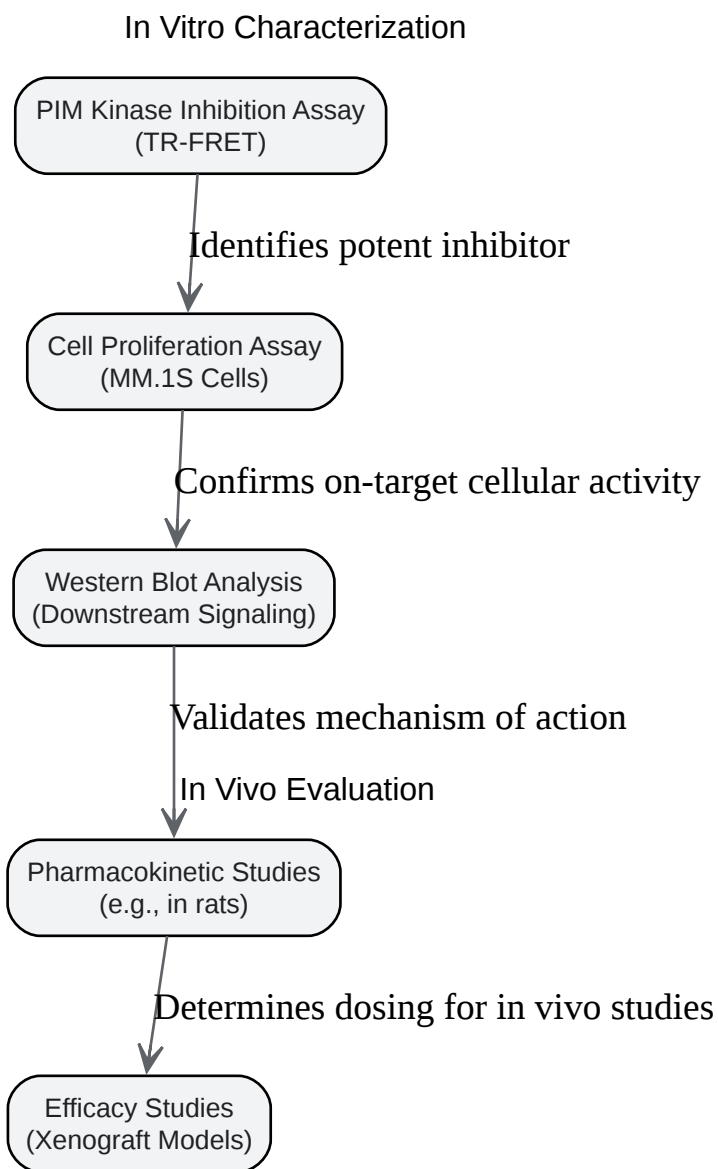 In Vitro Characterization
PIM Kinase Inhibition Assay
(TR-FRET)
Identifies potent inhibitor
Cell Proliferation Assay
(MM.1S Cells)
Confirms on-target cellular activity
Western Blot Analysis
(Downstream Signaling)
Validates mechanism of action
In Vivo Evaluation
Pharmacokinetic Studies
(e.g., in rats)
Determines dosing for in vivo studies
Efficacy Studies
(Xenograft Models)